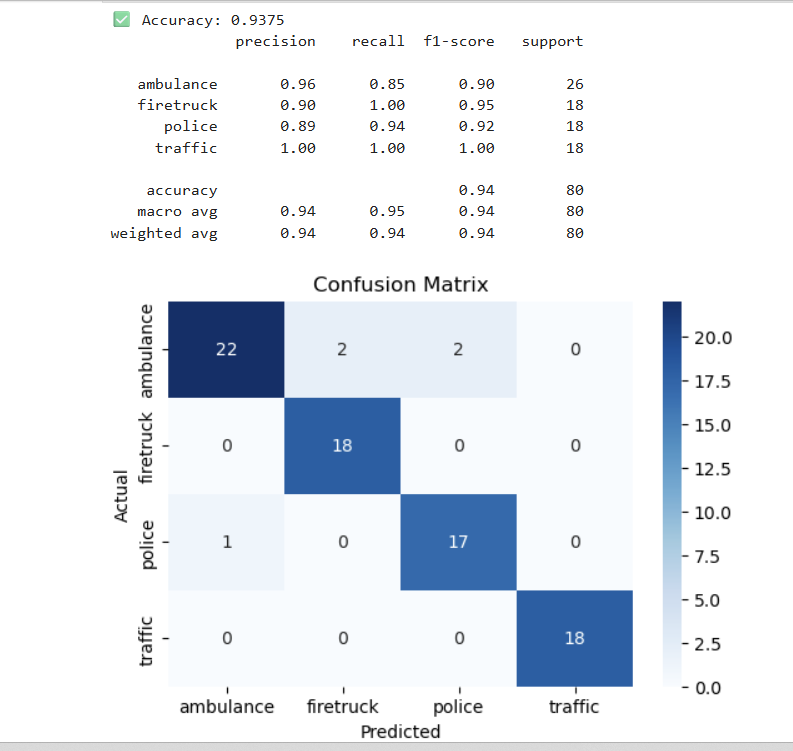 ✅ Accuracy: 0.9375
precision recall f1-score support
ambulance 0.96 0.85 0.90 26
firetruck 0.90 1.00 0.95 18
police 0.89 0.94 0.92 18
traffic 1.00 1.00 1.00 18
accuracy 0.94 80
macro avg 0.94 0.95 0.94 80
weighted avg 0.94 0.94 0.94 80
Confusion Matrix
Actual
ambulance 22 2 2 0
firetruck 0 18 0 0
police 1 0 17 0
traffic 0 0 0 18
ambulance firetruck police traffic
Predicted
20.0
17.5
15.0
12.5
10.0
7.5
5.0
2.5
0.0